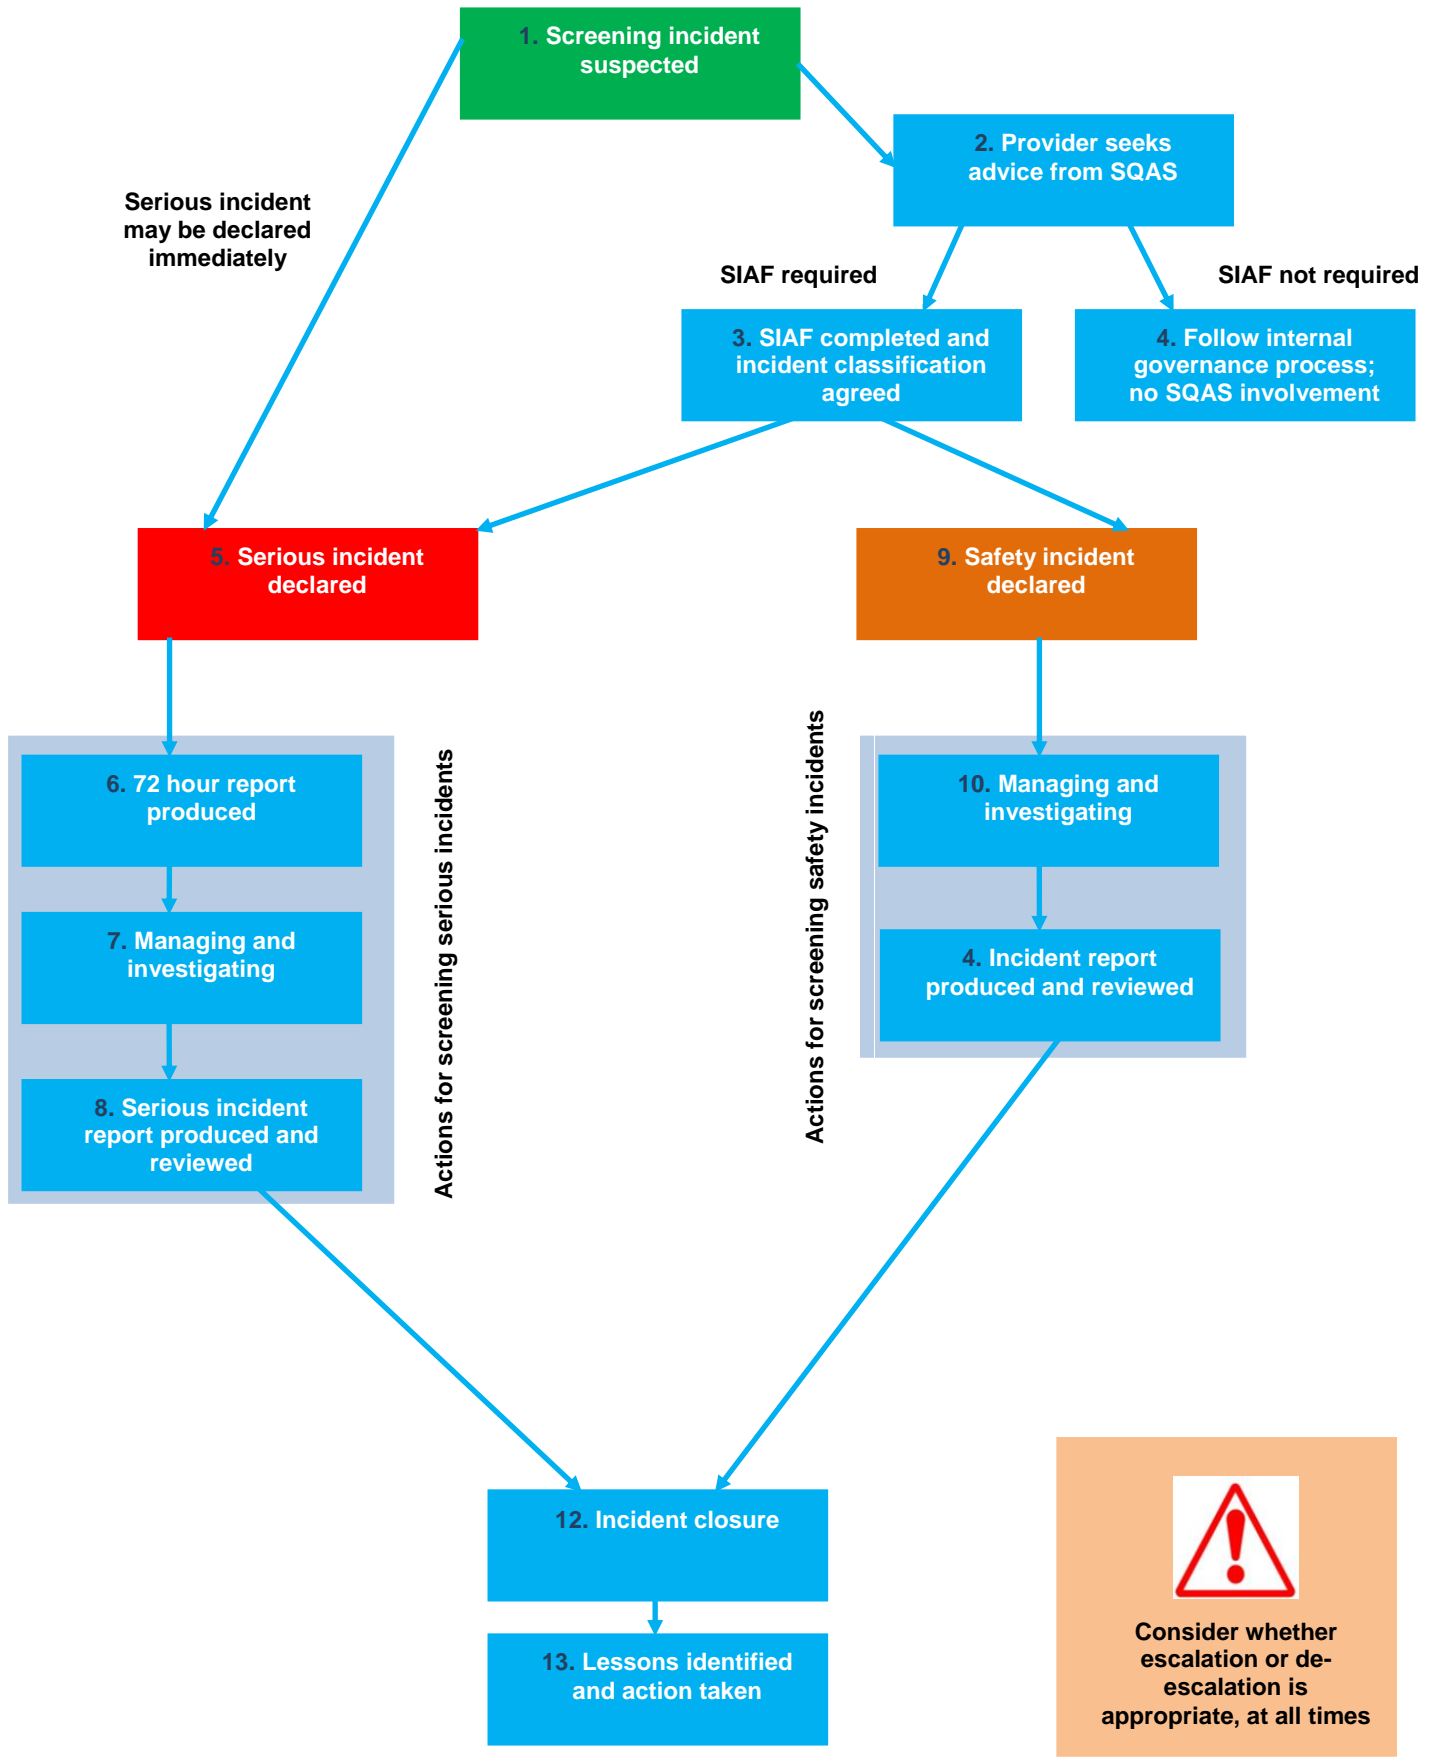 1. Screening incident
suspected
2. Provider seeks
advice from SQAS
Serious incident
may be declared
immediately
SIAF required
SIAF not required
3. SIAF completed and
incident classification
agreed
4. Follow internal
governance process;
no SQAS involvement
5. Serious incident
declared
9. Safety incident
declared
6. 72 hour report
produced
7. Managing and
investigating
8. Serious incident
report produced and
reviewed
Actions for screening serious incidents
Actions for screening safety incidents
10. Managing and
investigating
4. Incident report
produced and reviewed
12. Incident closure
13. Lessons identified
and action taken
Consider whether
escalation or de-
escalation is
appropriate, at all times